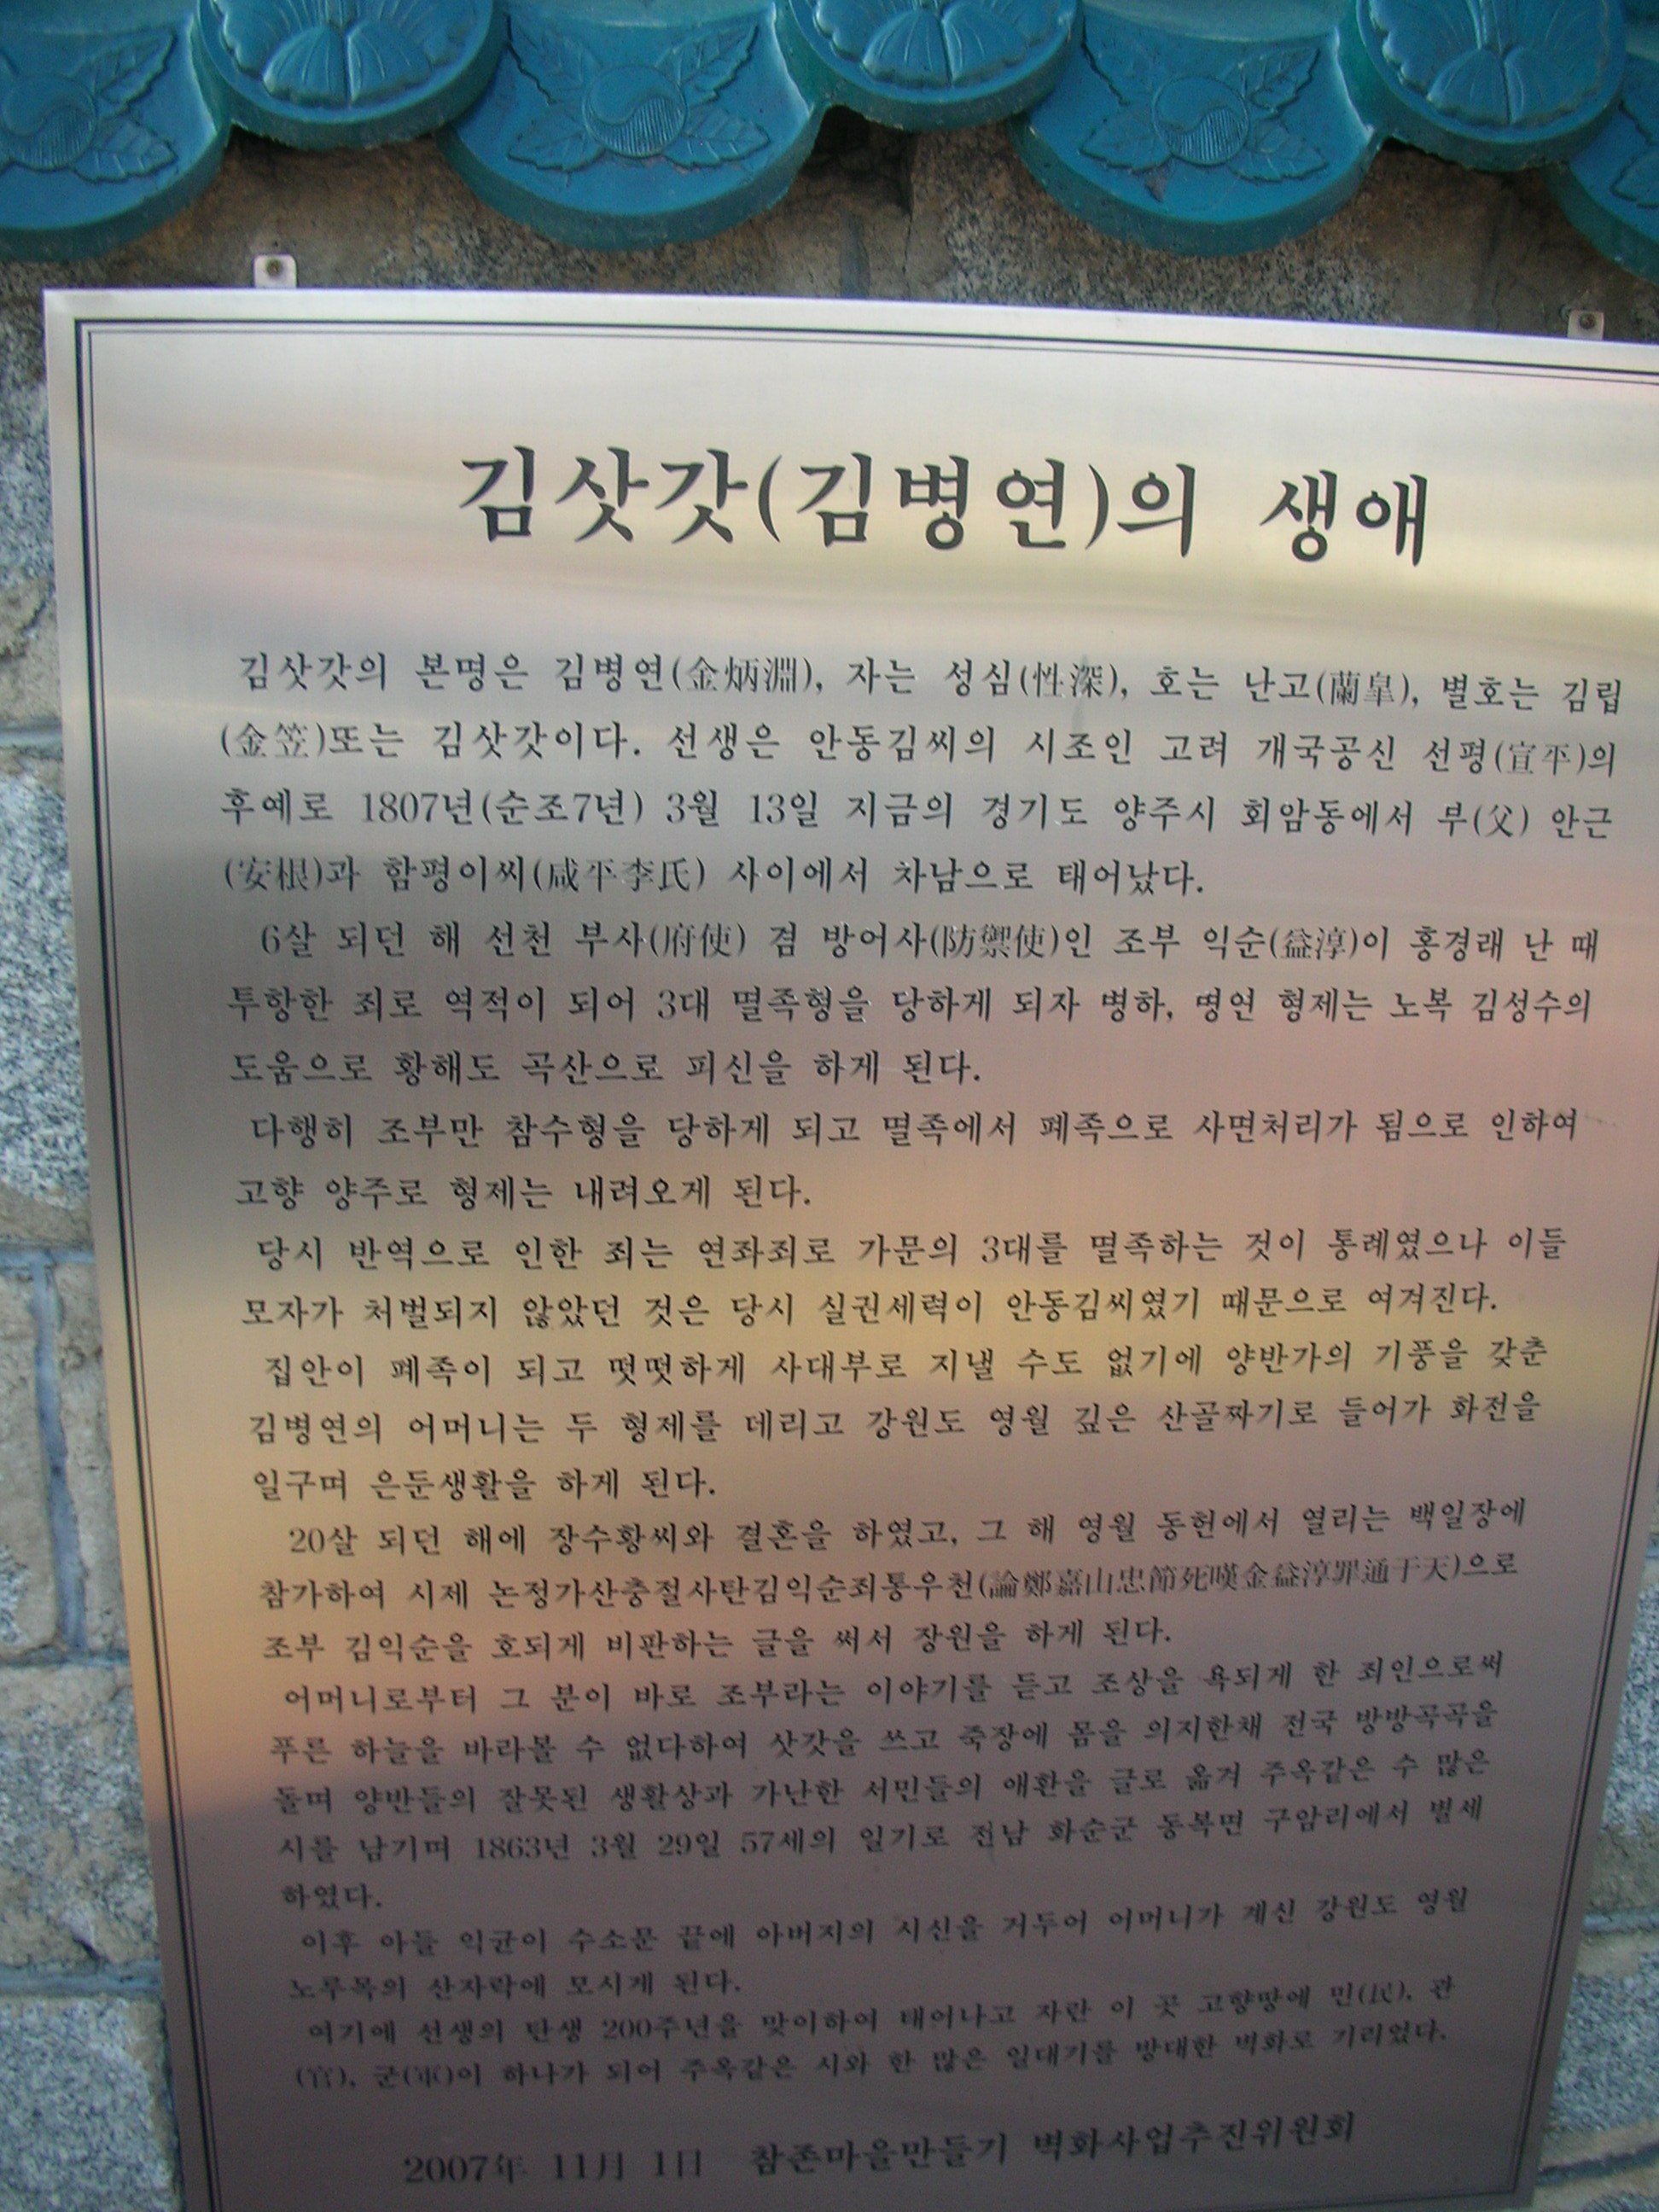 김삿갓(김병연)의 생애
김삿갓의 본명은 김병연(金炳淵), 자는 성심(性深), 호는 난고(蘭皐), 별호는 김립
(金笠)또는 김삿갓이다. 선생은 안동김씨의 시조인 고려 개국공신 선평(宣平)의
후예로 1807년(순조7년) 3월 13일 지금의 경기도 양주시 회암동에서 부(父) 안근
(安根)과 함평이씨(咸平李氏) 사이에서 차남으로 태어났다.
6살 되던 해 선천 부사(府使) 겸 방어사(防禦使)인 조부 익순(益淳)이 홍경래 난 때
투항한 죄로 역적이 되어 3대 멸족형을 당하게 되자 병하, 병연 형제는 노복 김성수의
도움으로 황해도 곡산으로 피신을 하게 된다.
다행히 조부만 참수형을 당하게 되고 멸족에서 폐족으로 사면처리가 됨으로 인하여
고향 양주로 형제는 내려오게 된다.
당시 반역으로 인한 죄는 연좌죄로 가문의 3대를 멸족하는 것이 통례였으나 이들
모자가 처벌되지 않았던 것은 당시 실권세력이 안동김씨였기 때문으로 여겨진다.
집안이 폐족이 되고 떳떳하게 사대부로 지낼 수도 없기에 양반가의 기풍을 갖춘
김병연의 어머니는 두 형제를 데리고 강원도 영월 깊은 산골짜기로 들어가 화전을
일구며 은둔생활을 하게 된다.
20살 되던 해에 장수황씨와 결혼을 하였고, 그 해 영월 동헌에서 열리는 백일장에
참가하여 시제 논정가산충절사탄김익순죄통우천(論鄭嘉山忠節死嘆金益淳罪通于天)으로
조부 김익순을 호되게 비판하는 글을 써서 장원을 하게 된다.
어머니로부터 그 분이 바로 조부라는 이야기를 듣고 조상을 욕되게 한 죄인으로써
푸른 하늘을 바라볼 수 없다하여 삿갓을 쓰고 죽장에 몸을 의지한채 전국 방방곡곡을
돌며 양반들의 잘못된 생활상과 가난한 서민들의 애환을 글로 옮겨 주옥같은 수 많은
시를 남기며 1863년 3월 29일 57세의 일기로 전남 화순군 동복면 구암리에서 별세
하였다.
이후 아들 익균이 수소문 끝에 아버지의 시신을 거두어 어머니가 계신 강원도 영월
노루목의 산자락에 모시게 된다.
여기에 선생의 탄생 200주년을 맞이하여 태어나고 자란 이 곳 고향땅에 민(民), 관
(官), 군(軍)이 하나가 되어 주옥같은 시와 한 많은 일대기를 방대한 벽화로 기리었다.
2007年 11月 1日 참존마을만들기 벽화사업추진위원회